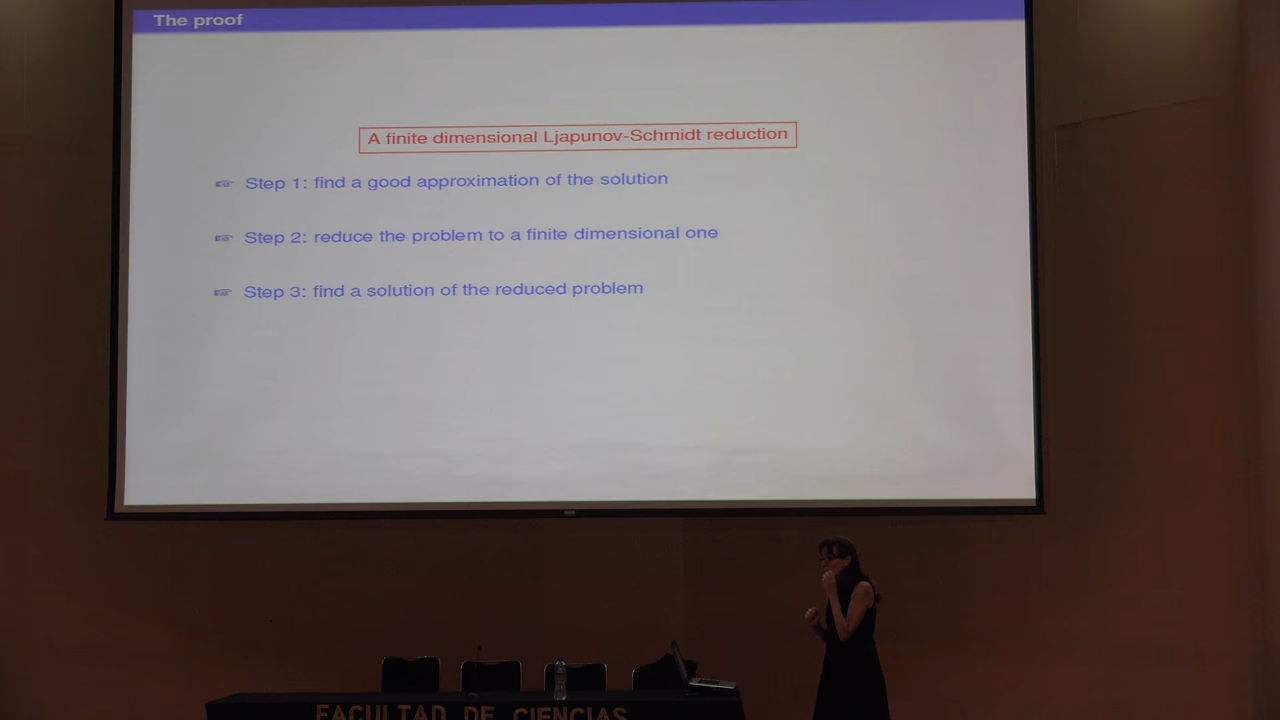 The proof
A finite dimensional Ljapunov-Schmidt reduction
☞ Step 1: find a good approximation of the solution
☞ Step 2: reduce the problem to a finite dimensional one
☞ Step 3: find a solution of the reduced problem
FACULTAD DE CIENCIAS